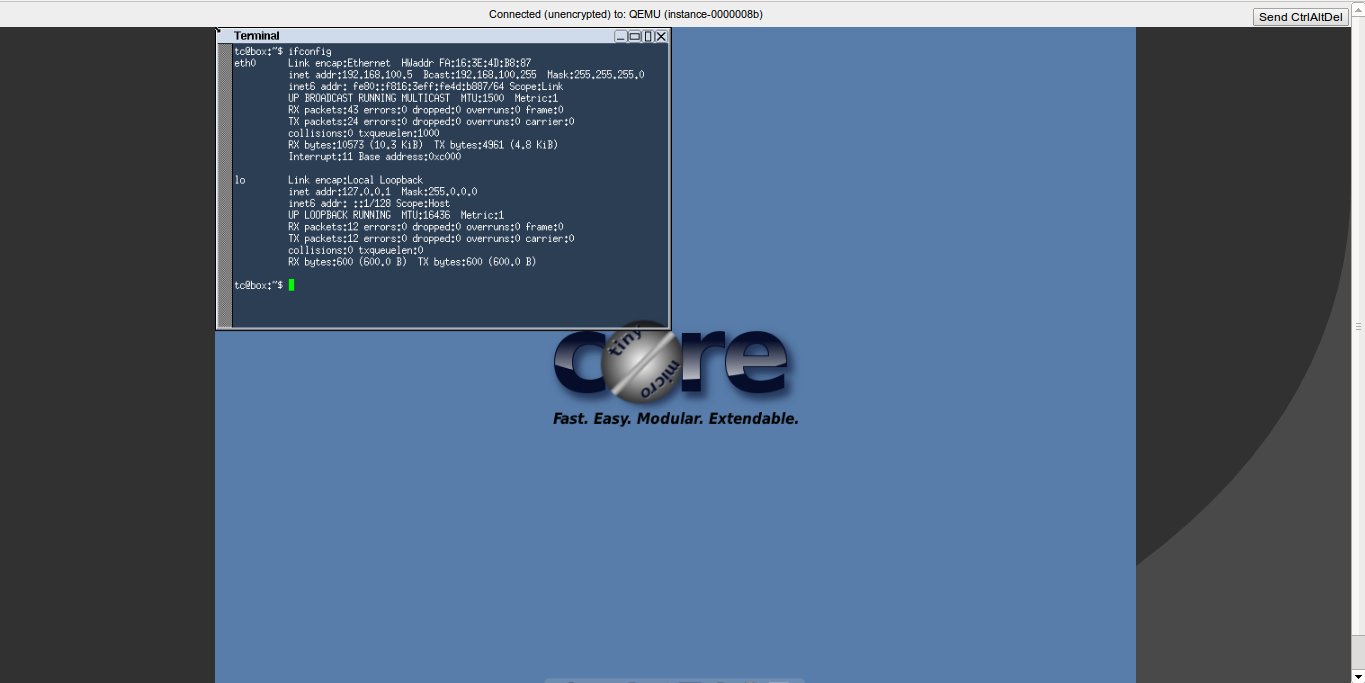 Connected (unencrypted) to: QEMU (instance-0000008b)
Send CtrlAltDel
Terminal
tc@box:~$ ifconfig
eth0 Link encap:Ethernet HWaddr FA:16:3E:4D:B8:87
inet addr:192.168.100.5 Bcast:192.168.100.255 Mask:255.255.255.0
inet6 addr: fe80::f816:3eff:fe4d:b887/64 Scope:Link
UP BROADCAST RUNNING MULTICAST MTU:1500 Metric:1
RX packets:43 errors:0 dropped:0 overruns:0 frame:0
TX packets:24 errors:0 dropped:0 overruns:0 carrier:0
collisions:0 txqueuelen:1000
RX bytes:10573 (10.3 KiB) TX bytes:4961 (4.8 KiB)
Interrupt:11 Base address:0xc000
lo Link encap:Local Loopback
inet addr:127.0.0.1 Mask:255.0.0.0
inet6 addr: ::1/128 Scope:Host
UP LOOPBACK RUNNING MTU:16436 Metric:1
RX packets:12 errors:0 dropped:0 overruns:0 frame:0
TX packets:12 errors:0 dropped:0 overruns:0 carrier:0
collisions:0 txqueuelen:0
RX bytes:600 (600.0 B) TX bytes:600 (600.0 B)
tc@box:~$
core
tiny
micro
Fast. Easy. Modular. Extendable.